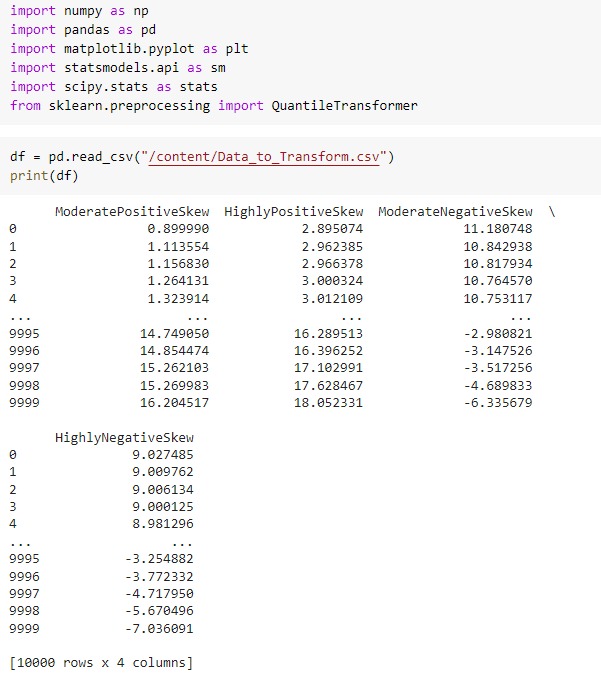 import numpy as np
import pandas as pd
import matplotlib.pyplot as plt
import statsmodels.api as sm
import scipy.stats as stats
from sklearn.preprocessing import QuantileTransformer
df = pd.read_csv("/content/Data_to_Transform.csv")
print(df)
ModeratePositiveSkew HighlyPositiveSkew ModerateNegativeSkew \
0 0.899990 2.895074 11.180748
1 1.113554 2.962385 10.842938
2 1.156830 2.966378 10.817934
3 1.264131 3.000324 10.764570
4 1.323914 3.012109 10.753117
... ... ... ...
9995 14.749050 16.289513 -2.980821
9996 14.854474 16.396252 -3.147526
9997 15.262103 17.102991 -3.517256
9998 15.269983 17.628467 -4.689833
9999 16.204517 18.052331 -6.335679
HighlyNegativeSkew
0 9.027485
1 9.009762
2 9.006134
3 9.000125
4 8.981296
... ...
9995 -3.254882
9996 -3.772332
9997 -4.717950
9998 -5.670496
9999 -7.036091
[10000 rows x 4 columns]